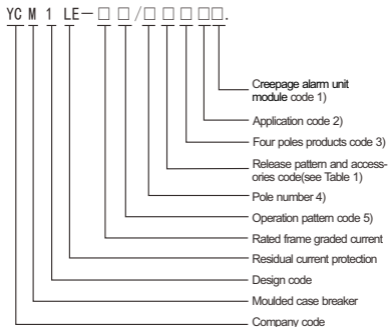 YC M 1 LE－□ □/□ □ □ □ □.
Creepage alarm unit
module code 1)
Application code 2)
Four poles products code 3)
Release pattern and access-
ories code(see Table 1)
Pole number 4)
Operation pattern code 5)
Rated frame graded current
Residual current protection
Design code
Moulded case breaker
Company code